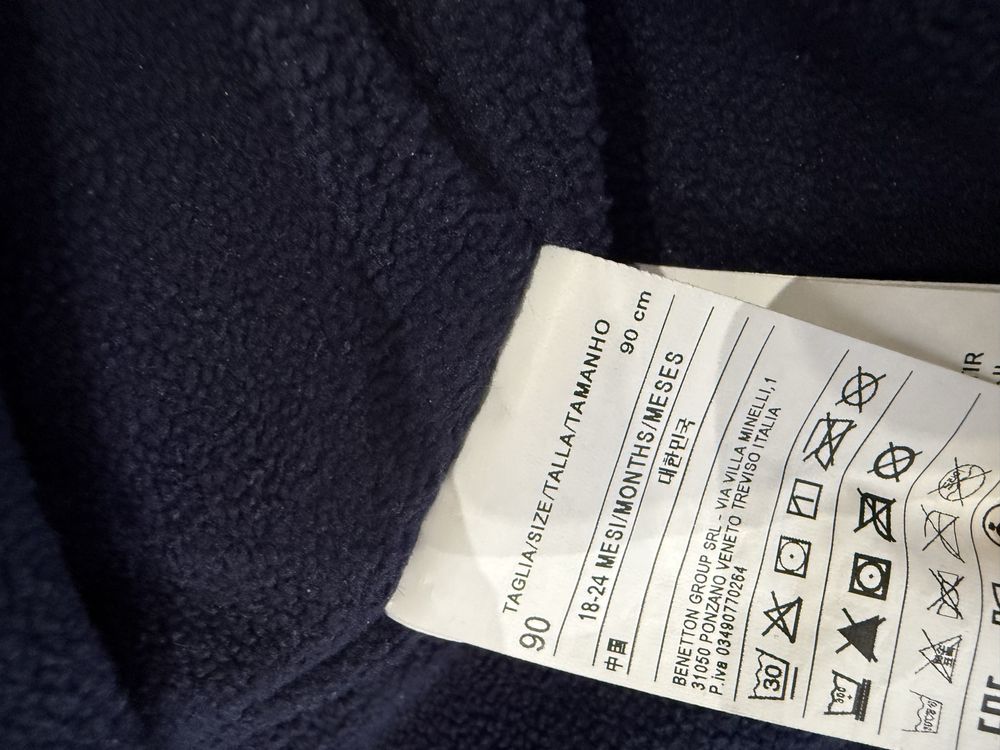 TAGLIA/SIZE/TALLA/TAMANHO
90 90 cm
18-24 MESI/MONTHS/MESES
中国 대한민국
BENETTON GROUP SRL - VIA VILLA MINELLI,1
31050 PONZANO VENETO TREVISO ITALIA
P.iva 03490770264
30